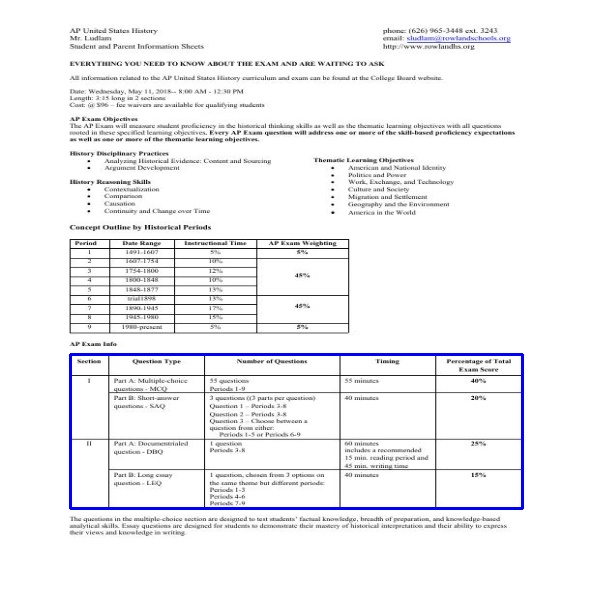 AP United States History phone: (626) 965-3448 ext. 3243
Mr. Ludlam email: sludlam@rowlandschools.org
Student and Parent Information Sheets http://www.rowlandhs.org
EVERYTHING YOU NEED TO KNOW ABOUT THE EXAM AND ARE WAITING TO ASK
All information related to the AP United States History curriculum and exam can be found at the College Board website.
Date: Wednesday, May 11, 2018-- 8:00 AM - 12:30 PM
Length: 3:15 long in 2 sections
Cost: @ $96 – fee waivers are available for qualifying students
AP Exam Objectives
The AP Exam will measure student proficiency in the historical thinking skills as well as the thematic learning objectives with all questions
rooted in these specified learning objectives. Every AP Exam question will address one or more of the skill-based proficiency expectations
as well as one or more of the thematic learning objectives.
History Disciplinary Practices
• Analyzing Historical Evidence: Content and Sourcing
• Argument Development
History Reasoning Skills
• Contextualization
• Comparison
• Causation
• Continuity and Change over Time
Thematic Learning Objectives
• American and National Identity
• Politics and Power
• Work, Exchange, and Technology
• Culture and Society
• Migration and Settlement
• Geography and the Environment
• America in the World
Concept Outline by Historical Periods
Period Date Range Instructional Time AP Exam Weighting
1 1491-1607 5% 5%
2 1607-1754 10%
3 1754-1800 12% 45%
4 1800-1848 10%
5 1848-1877 13%
6 trial1898 13%
7 1890-1945 17% 45%
8 1945-1980 15%
9 1980-present 5% 5%
AP Exam Info
Section Question Type Number of Questions Timing Percentage of Total
Exam Score
I Part A: Multiple-choice 55 questions 55 minutes 40%
questions - MCQ Periods 1-9
Part B: Short-answer 3 questions ((3 parts per question) 40 minutes 20%
questions - SAQ Question 1 – Periods 3-8
Question 2 – Periods 3-8
Question 3 – Choose between a
question from either:
Periods 1-5 or Periods 6-9
II Part A: Documentrialed 1 question 60 minutes 25%
question - DBQ Periods 3-8 includes a recommended
15 min. reading period and
45 min. writing time
Part B: Long essay 1 question, chosen from 3 options on 40 minutes 15%
question - LEQ the same theme but different periods:
Periods 1-3
Periods 4-6
Periods 7-9
The questions in the multiple-choice section are designed to test students' factual knowledge, breadth of preparation, and knowledge-based
analytical skills. Essay questions are designed for students to demonstrate their mastery of historical interpretation and their ability to express
their views and knowledge in writing.